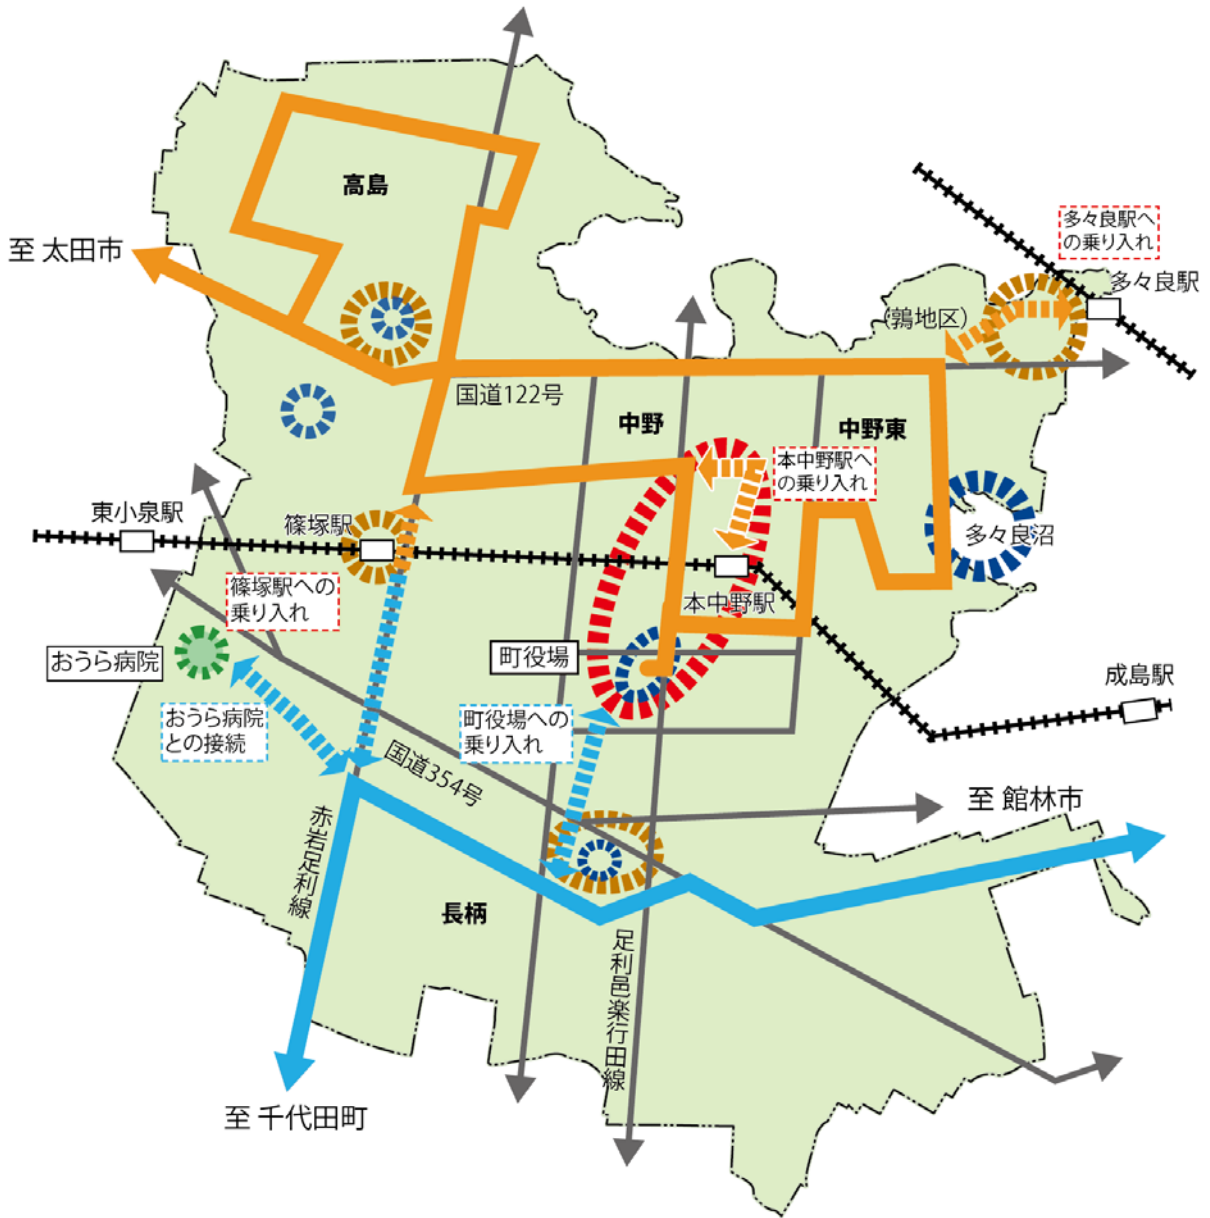 高島
多々良駅へ
の乗り入れ
至 太田市
多々良駅
(鶉地区)
国道122号
中野
中野東
本中野駅へ
の乗り入れ
東小泉駅
篠塚駅
多々良沼
篠塚駅への
乗り入れ
本中野駅
おうら病院
町役場
成島駅
おうら病院
との接続
町役場への
乗り入れ
国道354号
至 館林市
赤岩足利線
長柄
足利邑楽行田線
至 千代田町